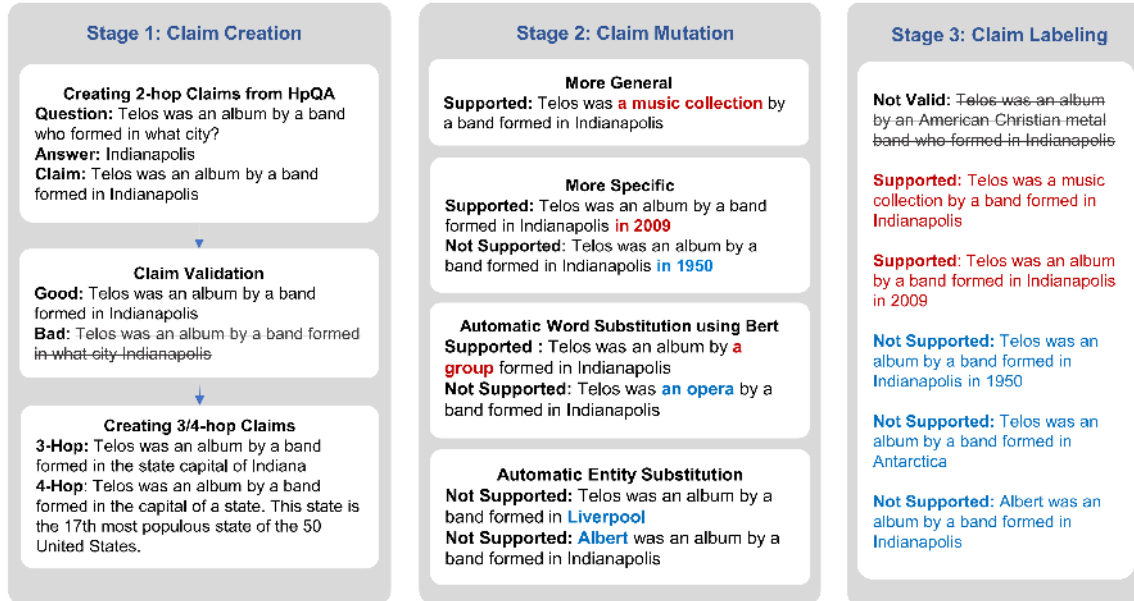 Stage 1: Claim Creation
Creating 2-hop Claims from HpQA
Question: Telos was an album by a band
who formed in what city?
Answer: Indianapolis
Claim: Telos was an album by a band
formed in Indianapolis
Claim Validation
Good: Telos was an album by a band
formed in Indianapolis
Bad: Telos was an album by a band formed
in what city Indianapolis
Creating 3/4-hop Claims
3-Hop: Telos was an album by a band
formed in the state capital of Indiana
4-Hop: Telos was an album by a band
formed in the capital of a state. This state is
the 17th most populous state of the 50
United States.
Stage 2: Claim Mutation
More General
Supported: Telos was a music collection by
a band formed in Indianapolis
More Specific
Supported: Telos was an album by a band
formed in Indianapolis in 2009
Not Supported: Telos was an album by a
band formed in Indianapolis in 1950
Automatic Word Substitution using Bert
Supported : Telos was an album by a
group formed in Indianapolis
Not Supported: Telos was an opera by a
band formed in Indianapolis
Automatic Entity Substitution
Not Supported: Telos was an album by a
band formed in Liverpool
Not Supported: Albert was an album by a
band formed in Indianapolis
Stage 3: Claim Labeling
Not Valid: Telos was an album
by an American Christian metal
band who formed in Indianapolis
Supported: Telos was a music
collection by a band formed in
Indianapolis
Supported: Telos was an album
by a band formed in Indianapolis
in 2009
Not Supported: Telos was an
album by a band formed in
Indianapolis in 1950
Not Supported: Telos was an
album by a band formed in
Antarctica
Not Supported: Albert was an
album by a band formed in
Indianapolis